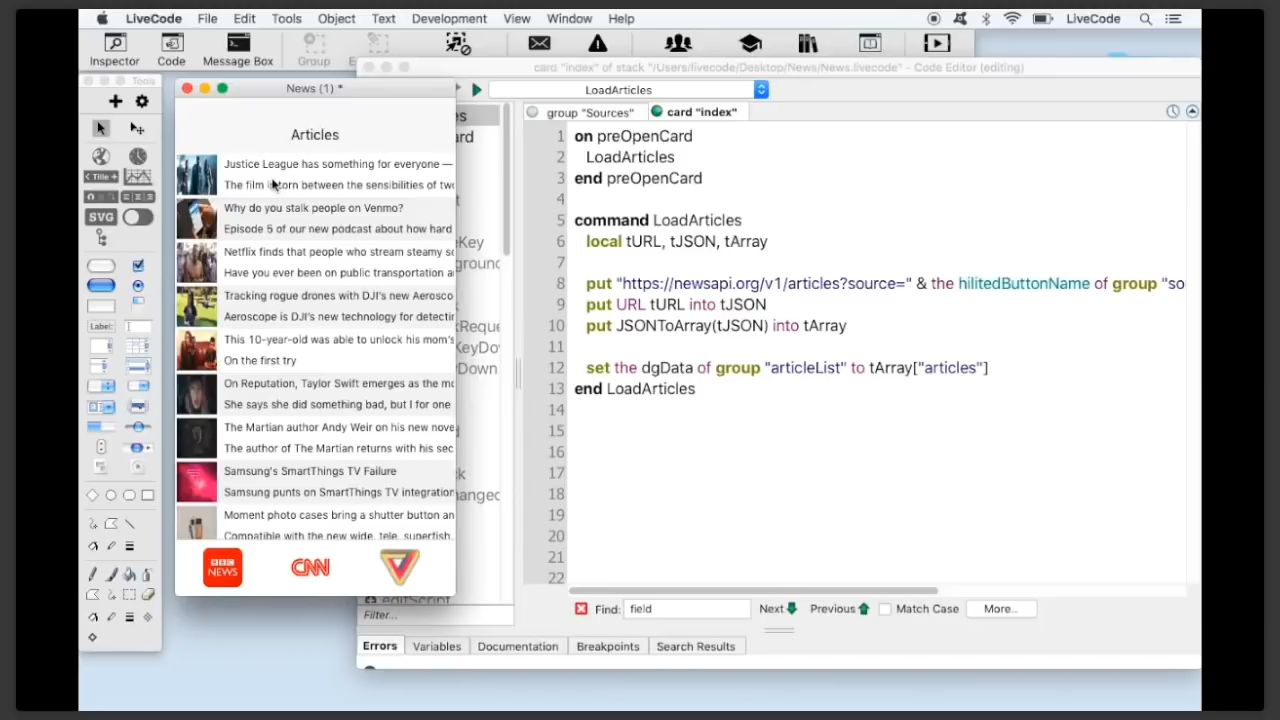 LiveCode File Edit Tools Object Text Development View Window Help LiveCode
Inspector Code Message Box Group
card "index" of stack "/Users/livecode/Desktop/News/News.livecode" - Code Editor (editing)
Tools
News (1) *
LoadArticles
group "Sources" card "index"
Articles
Justice League has something for everyone —
The film is torn between the sensibilities of two
Why do you stalk people on Venmo?
Episode 5 of our new podcast about how hard
Netflix finds that people who stream steamy sc
Have you ever been on public transportation a
Tracking rogue drones with DJI's new Aerosco
Aeroscope is DJI's new technology for detectin
This 10-year-old was able to unlock his mom's
On the first try
On Reputation, Taylor Swift emerges as the mo
She says she did something bad, but I for one
The Martian author Andy Weir on his new nove
The author of The Martian returns with his sec
Samsung's SmartThings TV Failure
Samsung punts on SmartThings TV integration
Moment photo cases bring a shutter button an
Compatible with the new wide, tele, superfish
BBC
NEWS
CNN
Title
SVG
Label:
1 on preOpenCard
2 LoadArticles
3 end preOpenCard
4
5 command LoadArticles
6 local tURL, tJSON, tArray
7
8 put "https://newsapi.org/v1/articles?source=" & the hilitedButtonName of group "so
9 put URL tURL into tJSON
10 put JSONToArray(tJSON) into tArray
11
12 set the dgData of group "articleList" to tArray["articles"]
13 end LoadArticles
14
15
16
17
18
19
20
21
22
Filter...
Find: field Next Previous Match Case More...
Errors Variables Documentation Breakpoints Search Results